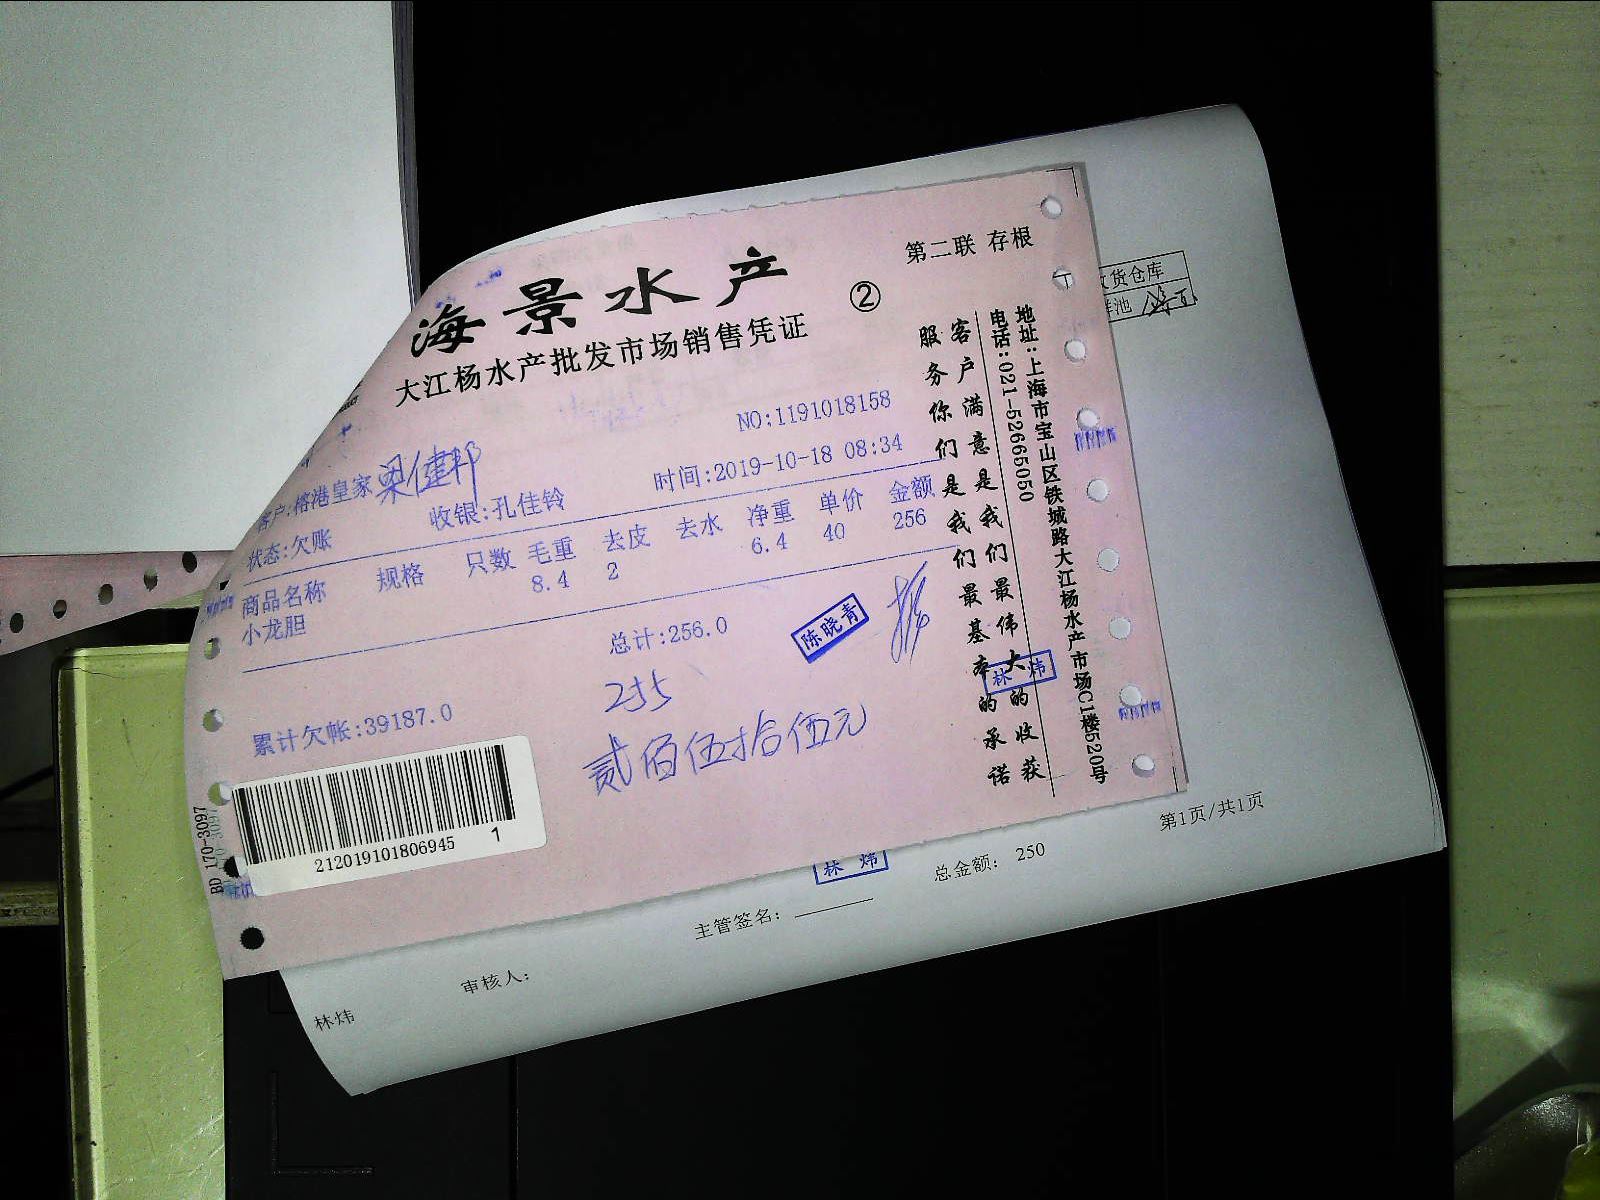 第二联 存根
海景水产
②
大江杨水产批发市场销售凭证
NO:1191018158
客户:榕港皇家 梁健邦
收银:孔佳铃
时间:2019-10-18 08:34
状态:欠账
商品名称 规格 只数 毛重 去皮 去水 净重 单价 金额
小龙胆 8.4 2 6.4 40 256
总计:256.0
陈晓青
255
累计欠帐:39187.0
贰佰伍拾伍元
212019101806945 1
BD 171-3097
客户满意是我们最伟大的收获
服务你们是我们最基本的承诺
地址:上海市宝山区铁城路大江杨水产市场C1楼520号
电话:021-52665050
林炜
货仓库
池
林炜
第1页/共1页
总金额: 250
主管签名:
审核人:
林炜